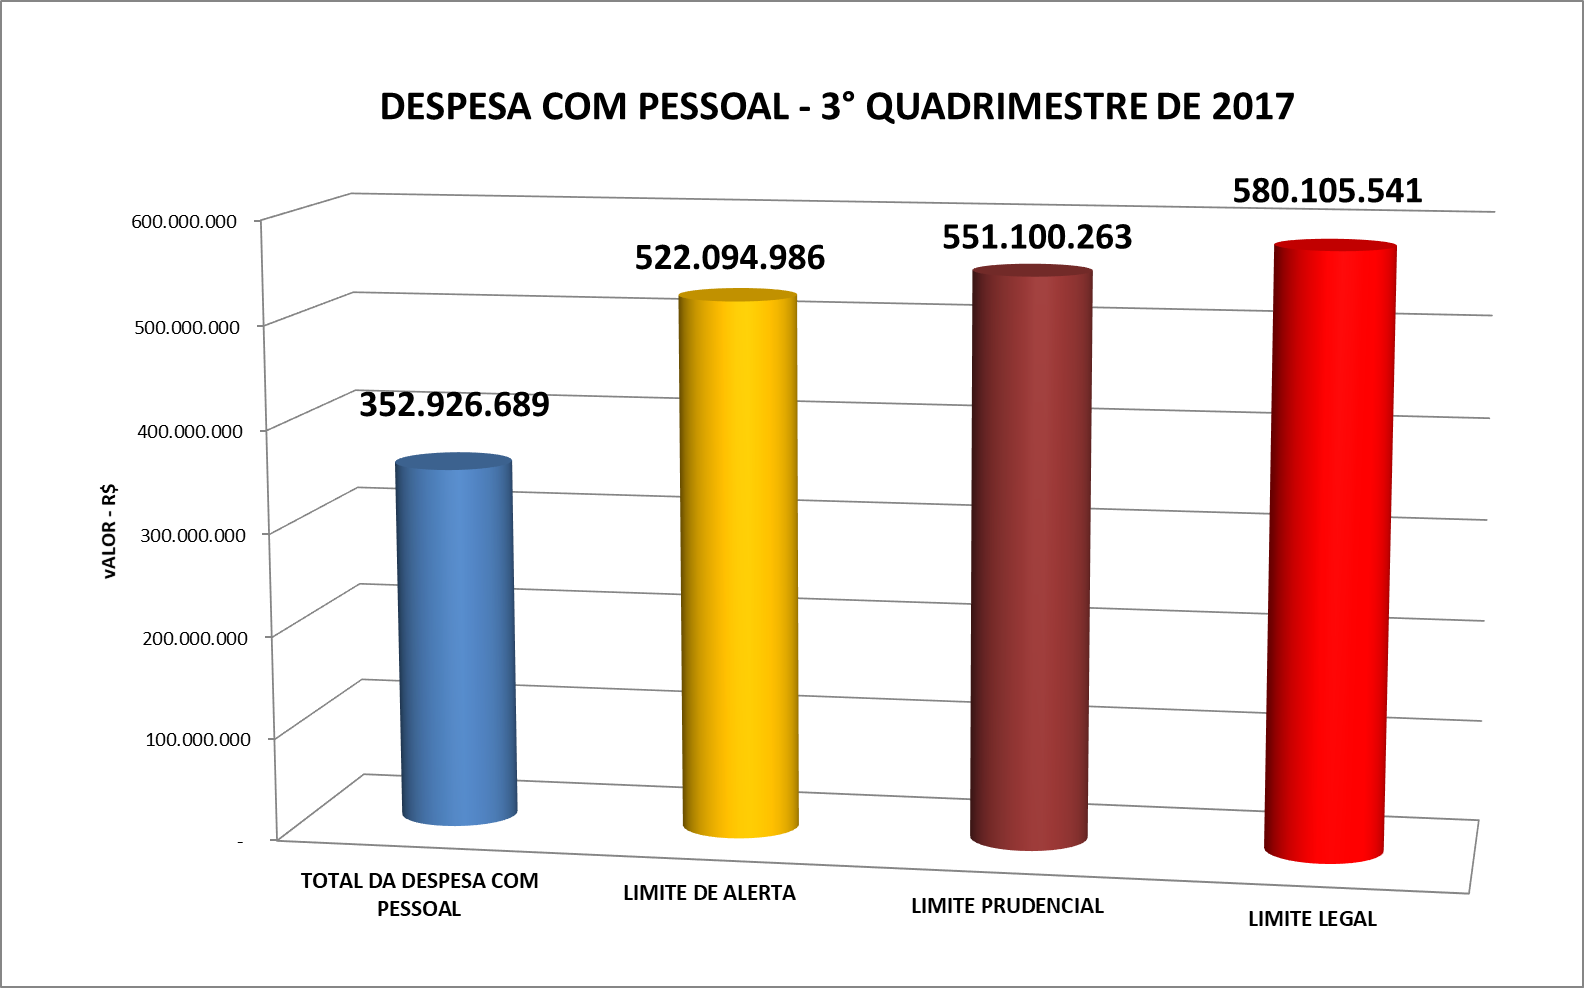 DESPESA COM PESSOAL - 3° QUADRIMESTRE DE 2017
580.105.541
551.100.263
522.094.986
352.926.689
600.000.000
500.000.000
400.000.000
300.000.000
200.000.000
100.000.000
-
vALOR - R$
TOTAL DA DESPESA COM
PESSOAL
LIMITE DE ALERTA
LIMITE PRUDENCIAL
LIMITE LEGAL